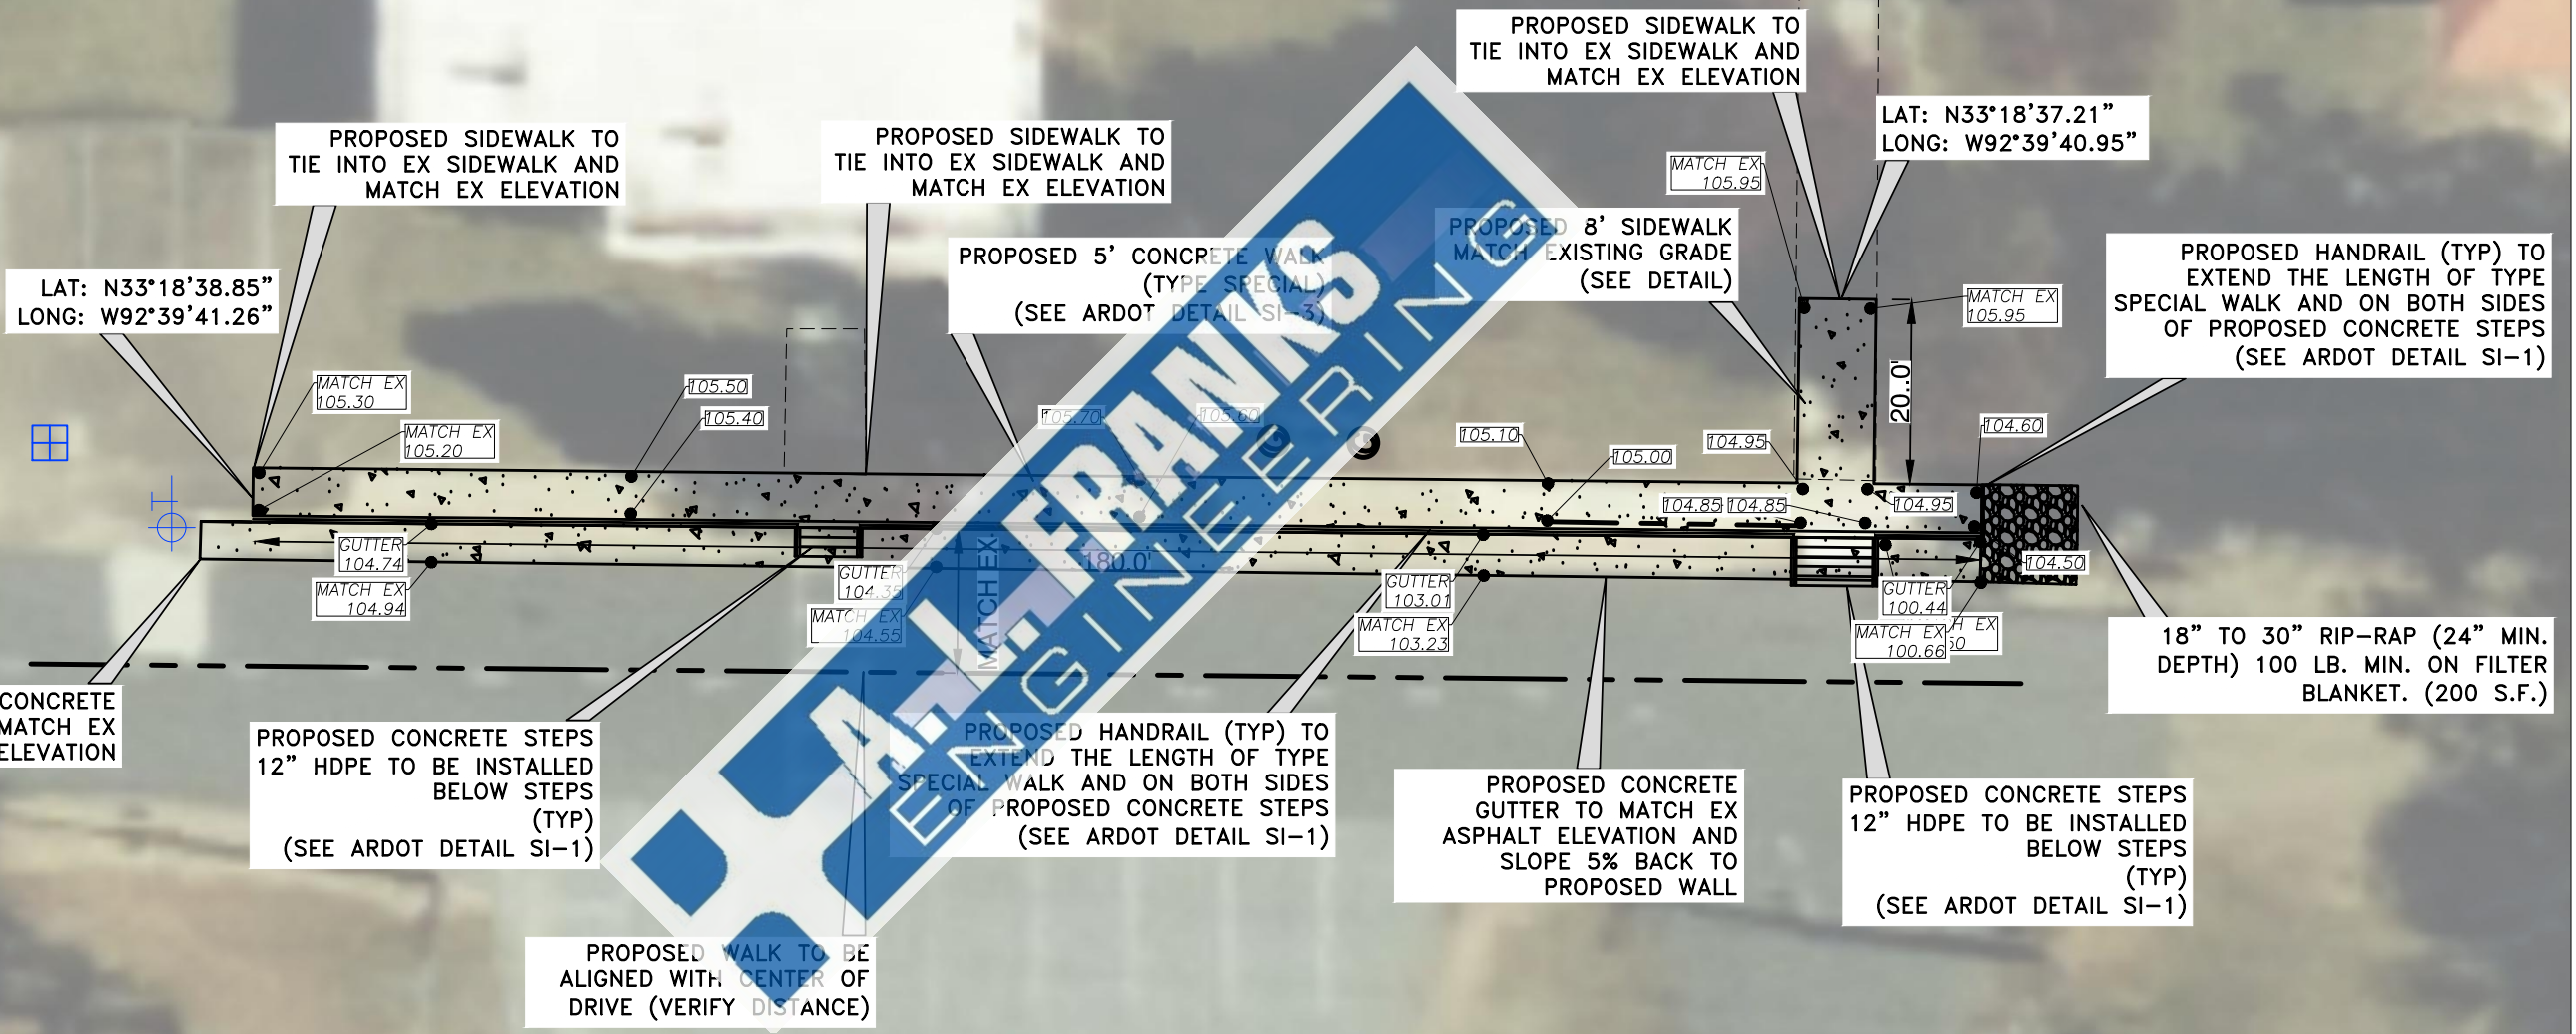 PROPOSED SIDEWALK TO
TIE INTO EX SIDEWALK AND
MATCH EX ELEVATION
LAT: N33°18'37.21"
LONG: W92°39'40.95"
PROPOSED SIDEWALK TO
TIE INTO EX SIDEWALK AND
MATCH EX ELEVATION
PROPOSED SIDEWALK TO
TIE INTO EX SIDEWALK AND
MATCH EX ELEVATION
MATCH EX
105.95
PROPOSED 8' SIDEWALK
MATCH EXISTING GRADE
(SEE DETAIL)
PROPOSED 5' CONCRETE WALK
(TYPE SPECIAL)
(SEE ARDOT DETAIL SI-3)
PROPOSED HANDRAIL (TYP) TO
EXTEND THE LENGTH OF TYPE
SPECIAL WALK AND ON BOTH SIDES
OF PROPOSED CONCRETE STEPS
(SEE ARDOT DETAIL SI-1)
LAT: N33°18'38.85"
LONG: W92°39'41.26"
MATCH EX
105.95
20.0'
MATCH EX
105.30
MATCH EX
105.20
105.50
105.40
105.70
105.60
G
G
105.10
105.00
104.95
104.60
104.85
104.85
104.95
GUTTER
104.74
MATCH EX
104.94
GUTTER
104.35
MATCH EX
104.55
MATCH EX
180.0'
GUTTER
103.01
MATCH EX
103.23
GUTTER
100.44
MATCH EX
100.66
104.50
A.L. FRANKS
ENGINEERING
CONCRETE
MATCH EX
ELEVATION
PROPOSED CONCRETE STEPS
12" HDPE TO BE INSTALLED
BELOW STEPS
(TYP)
(SEE ARDOT DETAIL SI-1)
PROPOSED HANDRAIL (TYP) TO
EXTEND THE LENGTH OF TYPE
SPECIAL WALK AND ON BOTH SIDES
OF PROPOSED CONCRETE STEPS
(SEE ARDOT DETAIL SI-1)
PROPOSED CONCRETE
GUTTER TO MATCH EX
ASPHALT ELEVATION AND
SLOPE 5% BACK TO
PROPOSED WALL
PROPOSED CONCRETE STEPS
12" HDPE TO BE INSTALLED
BELOW STEPS
(TYP)
(SEE ARDOT DETAIL SI-1)
18" TO 30" RIP-RAP (24" MIN.
DEPTH) 100 LB. MIN. ON FILTER
BLANKET. (200 S.F.)
PROPOSED WALK TO BE
ALIGNED WITH CENTER OF
DRIVE (VERIFY DISTANCE)